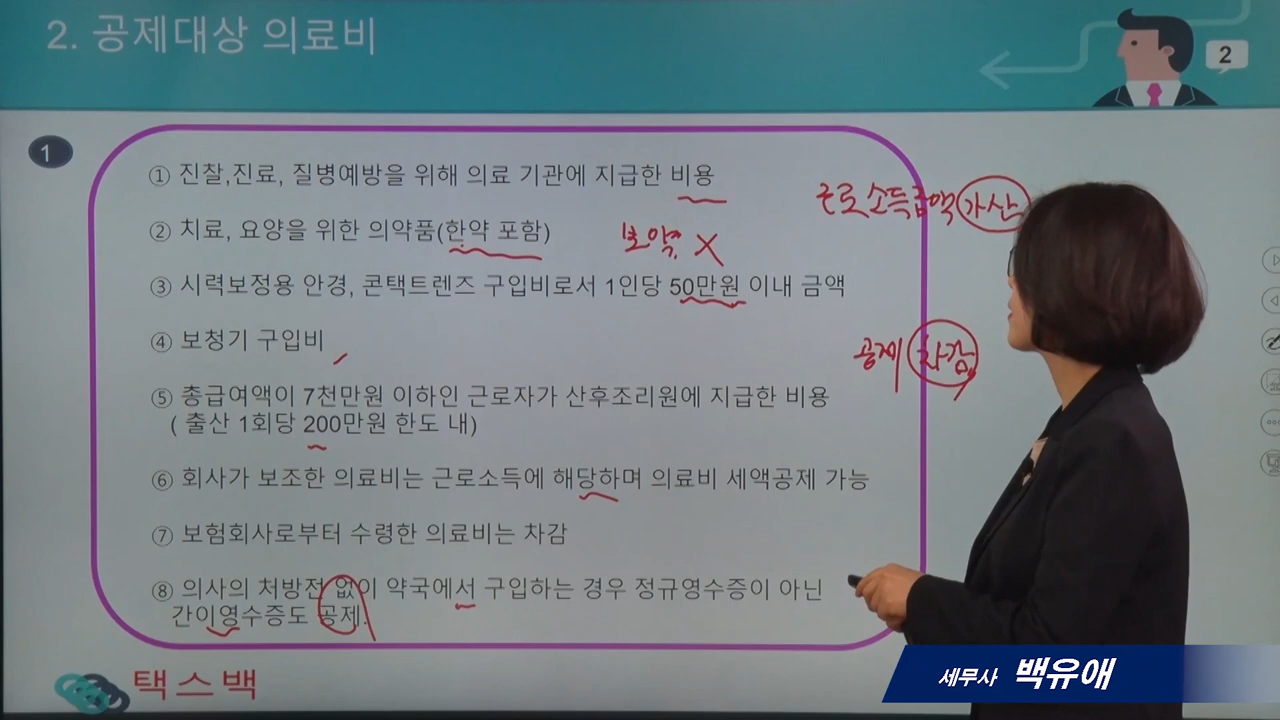 2. 공제대상 의료비
2
1
① 진찰,진료, 질병예방을 위해 의료 기관에 지급한 비용
근로소득금액 가산
② 치료, 요양을 위한 의약품(한약 포함)
보약 X
③ 시력보정용 안경, 콘택트렌즈 구입비로서 1인당 50만원 이내 금액
④ 보청기 구입비
공제 차감
⑤ 총급여액이 7천만원 이하인 근로자가 산후조리원에 지급한 비용
( 출산 1회당 200만원 한도 내)
⑥ 회사가 보조한 의료비는 근로소득에 해당하며 의료비 세액공제 가능
⑦ 보험회사로부터 수령한 의료비는 차감
⑧ 의사의 처방전 없이 약국에서 구입하는 경우 정규영수증이 아닌
간이영수증도 공제.
택스백
세무사 백유애